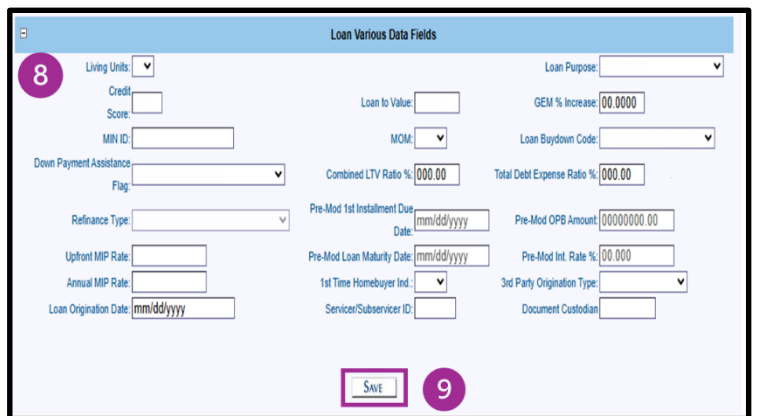 Loan Various Data Fields
8
Living Units:
Loan Purpose:
Credit
Score:
Loan to Value:
GEM % Increase: 00.0000
MIN ID:
MOM:
Loan Buydown Code:
Down Payment Assistance
Flag:
Combined LTV Ratio %: 000.00
Total Debt Expense Ratio %: 000.00
Refinance Type:
Pre-Mod 1st Installment Due
Date: mm/dd/yyyy
Pre-Mod OPB Amount: 00000000.00
Upfront MIP Rate:
Pre-Mod Loan Maturity Date: mm/dd/yyyy
Pre-Mod Int. Rate %: 00.000
Annual MIP Rate:
1st Time Homebuyer Ind.:
3rd Party Origination Type:
Loan Origination Date: mm/dd/yyyy
Servicer/Subservicer ID:
Document Custodian
SAVE
9